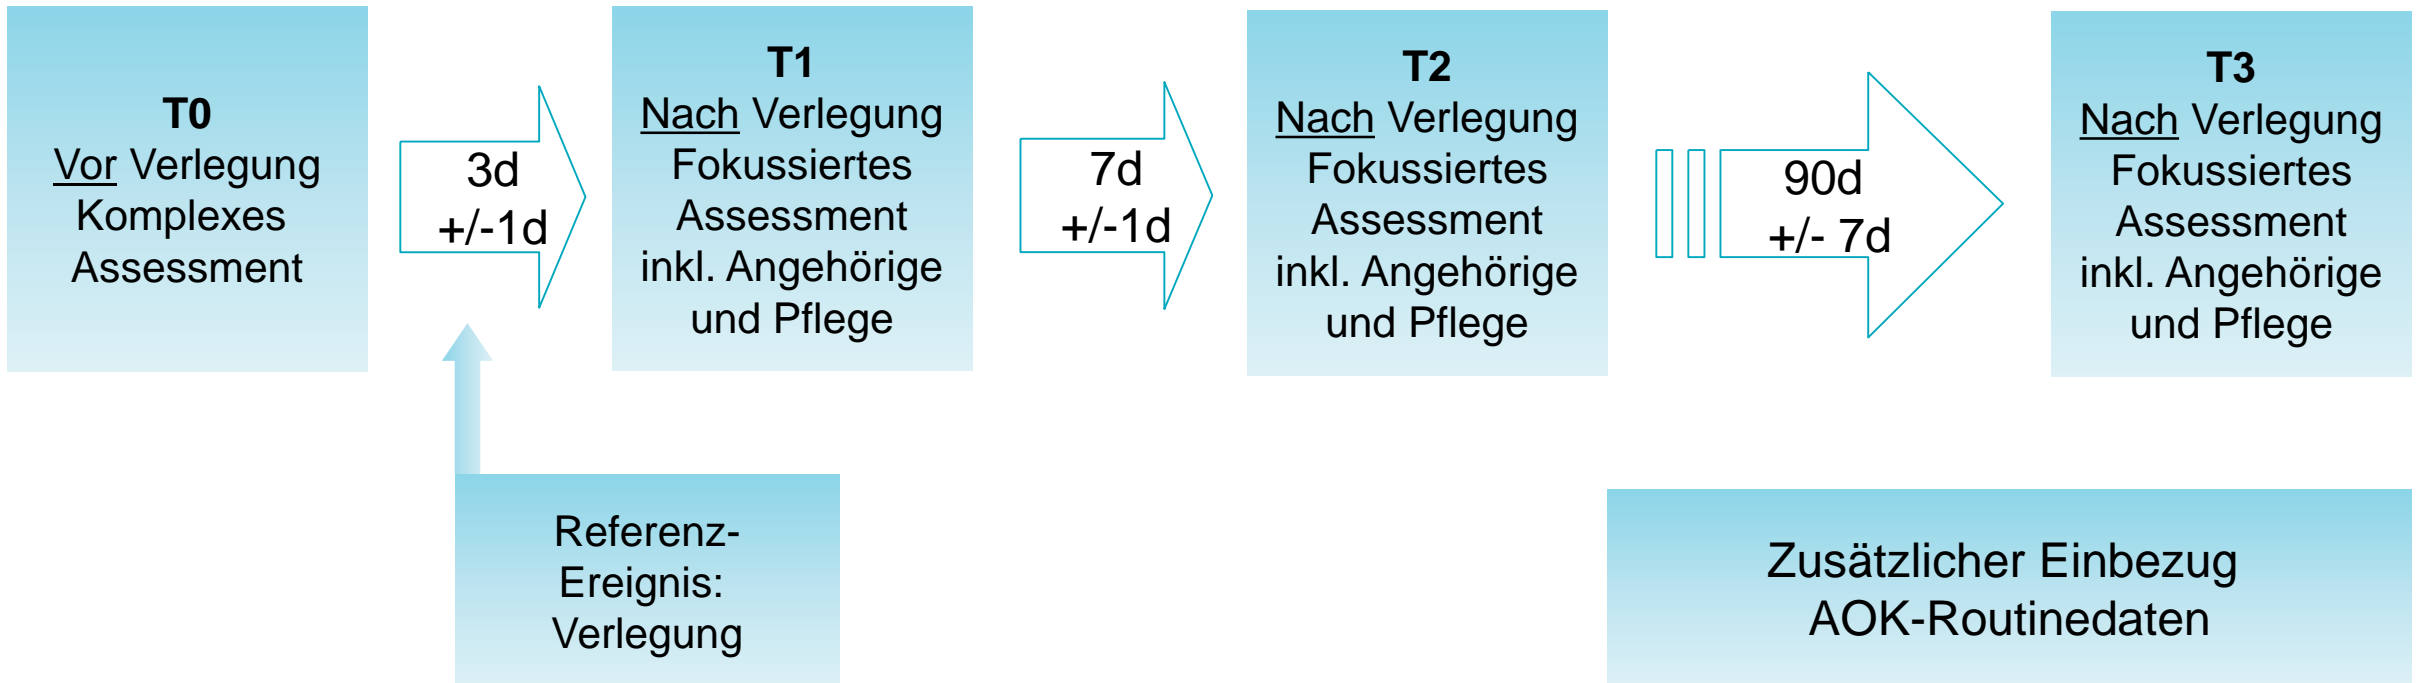 T0
Vor Verlegung
Komplexes
Assessment
3d
+/-1d
T1
Nach Verlegung
Fokussiertes
Assessment
inkl. Angehörige
und Pflege
7d
+/-1d
T2
Nach Verlegung
Fokussiertes
Assessment
inkl. Angehörige
und Pflege
90d
+/- 7d
T3
Nach Verlegung
Fokussiertes
Assessment
inkl. Angehörige
und Pflege
Referenz-
Ereignis:
Verlegung
Zusätzlicher Einbezug
AOK-Routinedaten